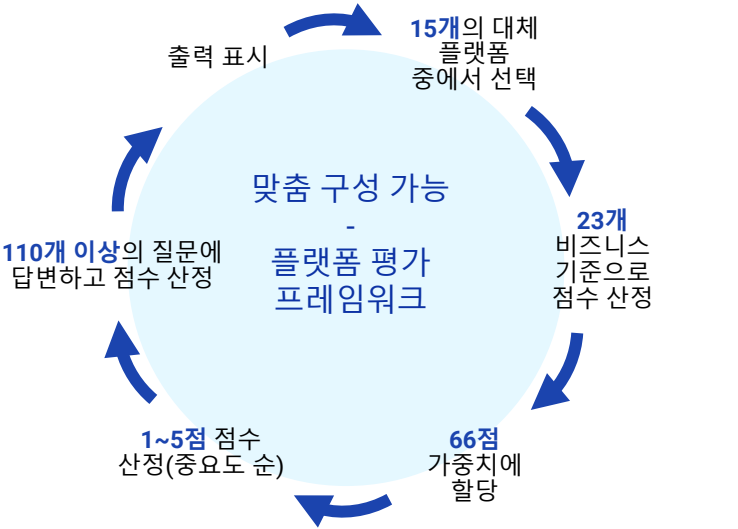 출력 표시
15개의 대체
플랫폼
중에서 선택
맞춤 구성 가능
-
플랫폼 평가
프레임워크
23개
비즈니스
기준으로
점수 산정
110개 이상의 질문에
답변하고 점수 산정
1~5점 점수
산정(중요도 순)
66점
가중치에
할당